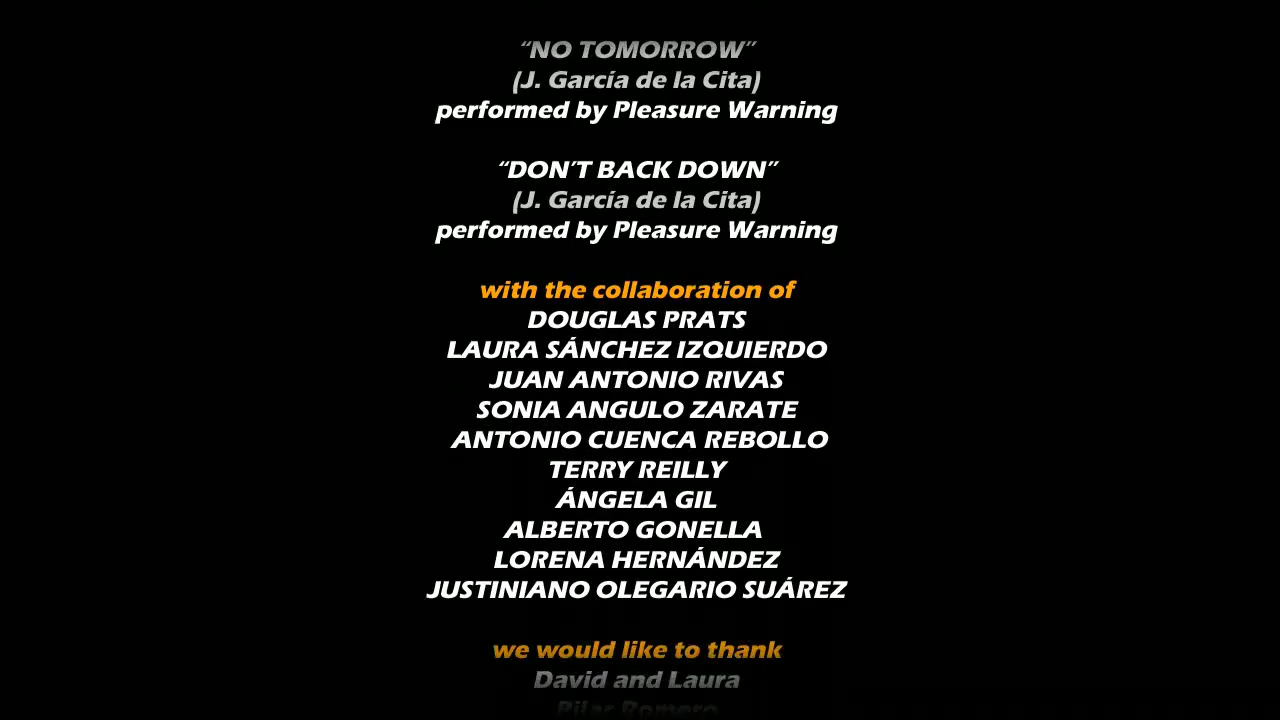 “NO TOMORROW”
(J. García de la Cita)
performed by Pleasure Warning
“DON’T BACK DOWN”
(J. García de la Cita)
performed by Pleasure Warning
with the collaboration of
DOUGLAS PRATS
LAURA SÁNCHEZ IZQUIERDO
JUAN ANTONIO RIVAS
SONIA ANGULO ZARATE
ANTONIO CUENCA REBOLLO
TERRY REILLY
ÁNGELA GIL
ALBERTO GONELLA
LORENA HERNÁNDEZ
JUSTINIANO OLEGARIO SUÁREZ
we would like to thank
David and Laura
Pilar Romero